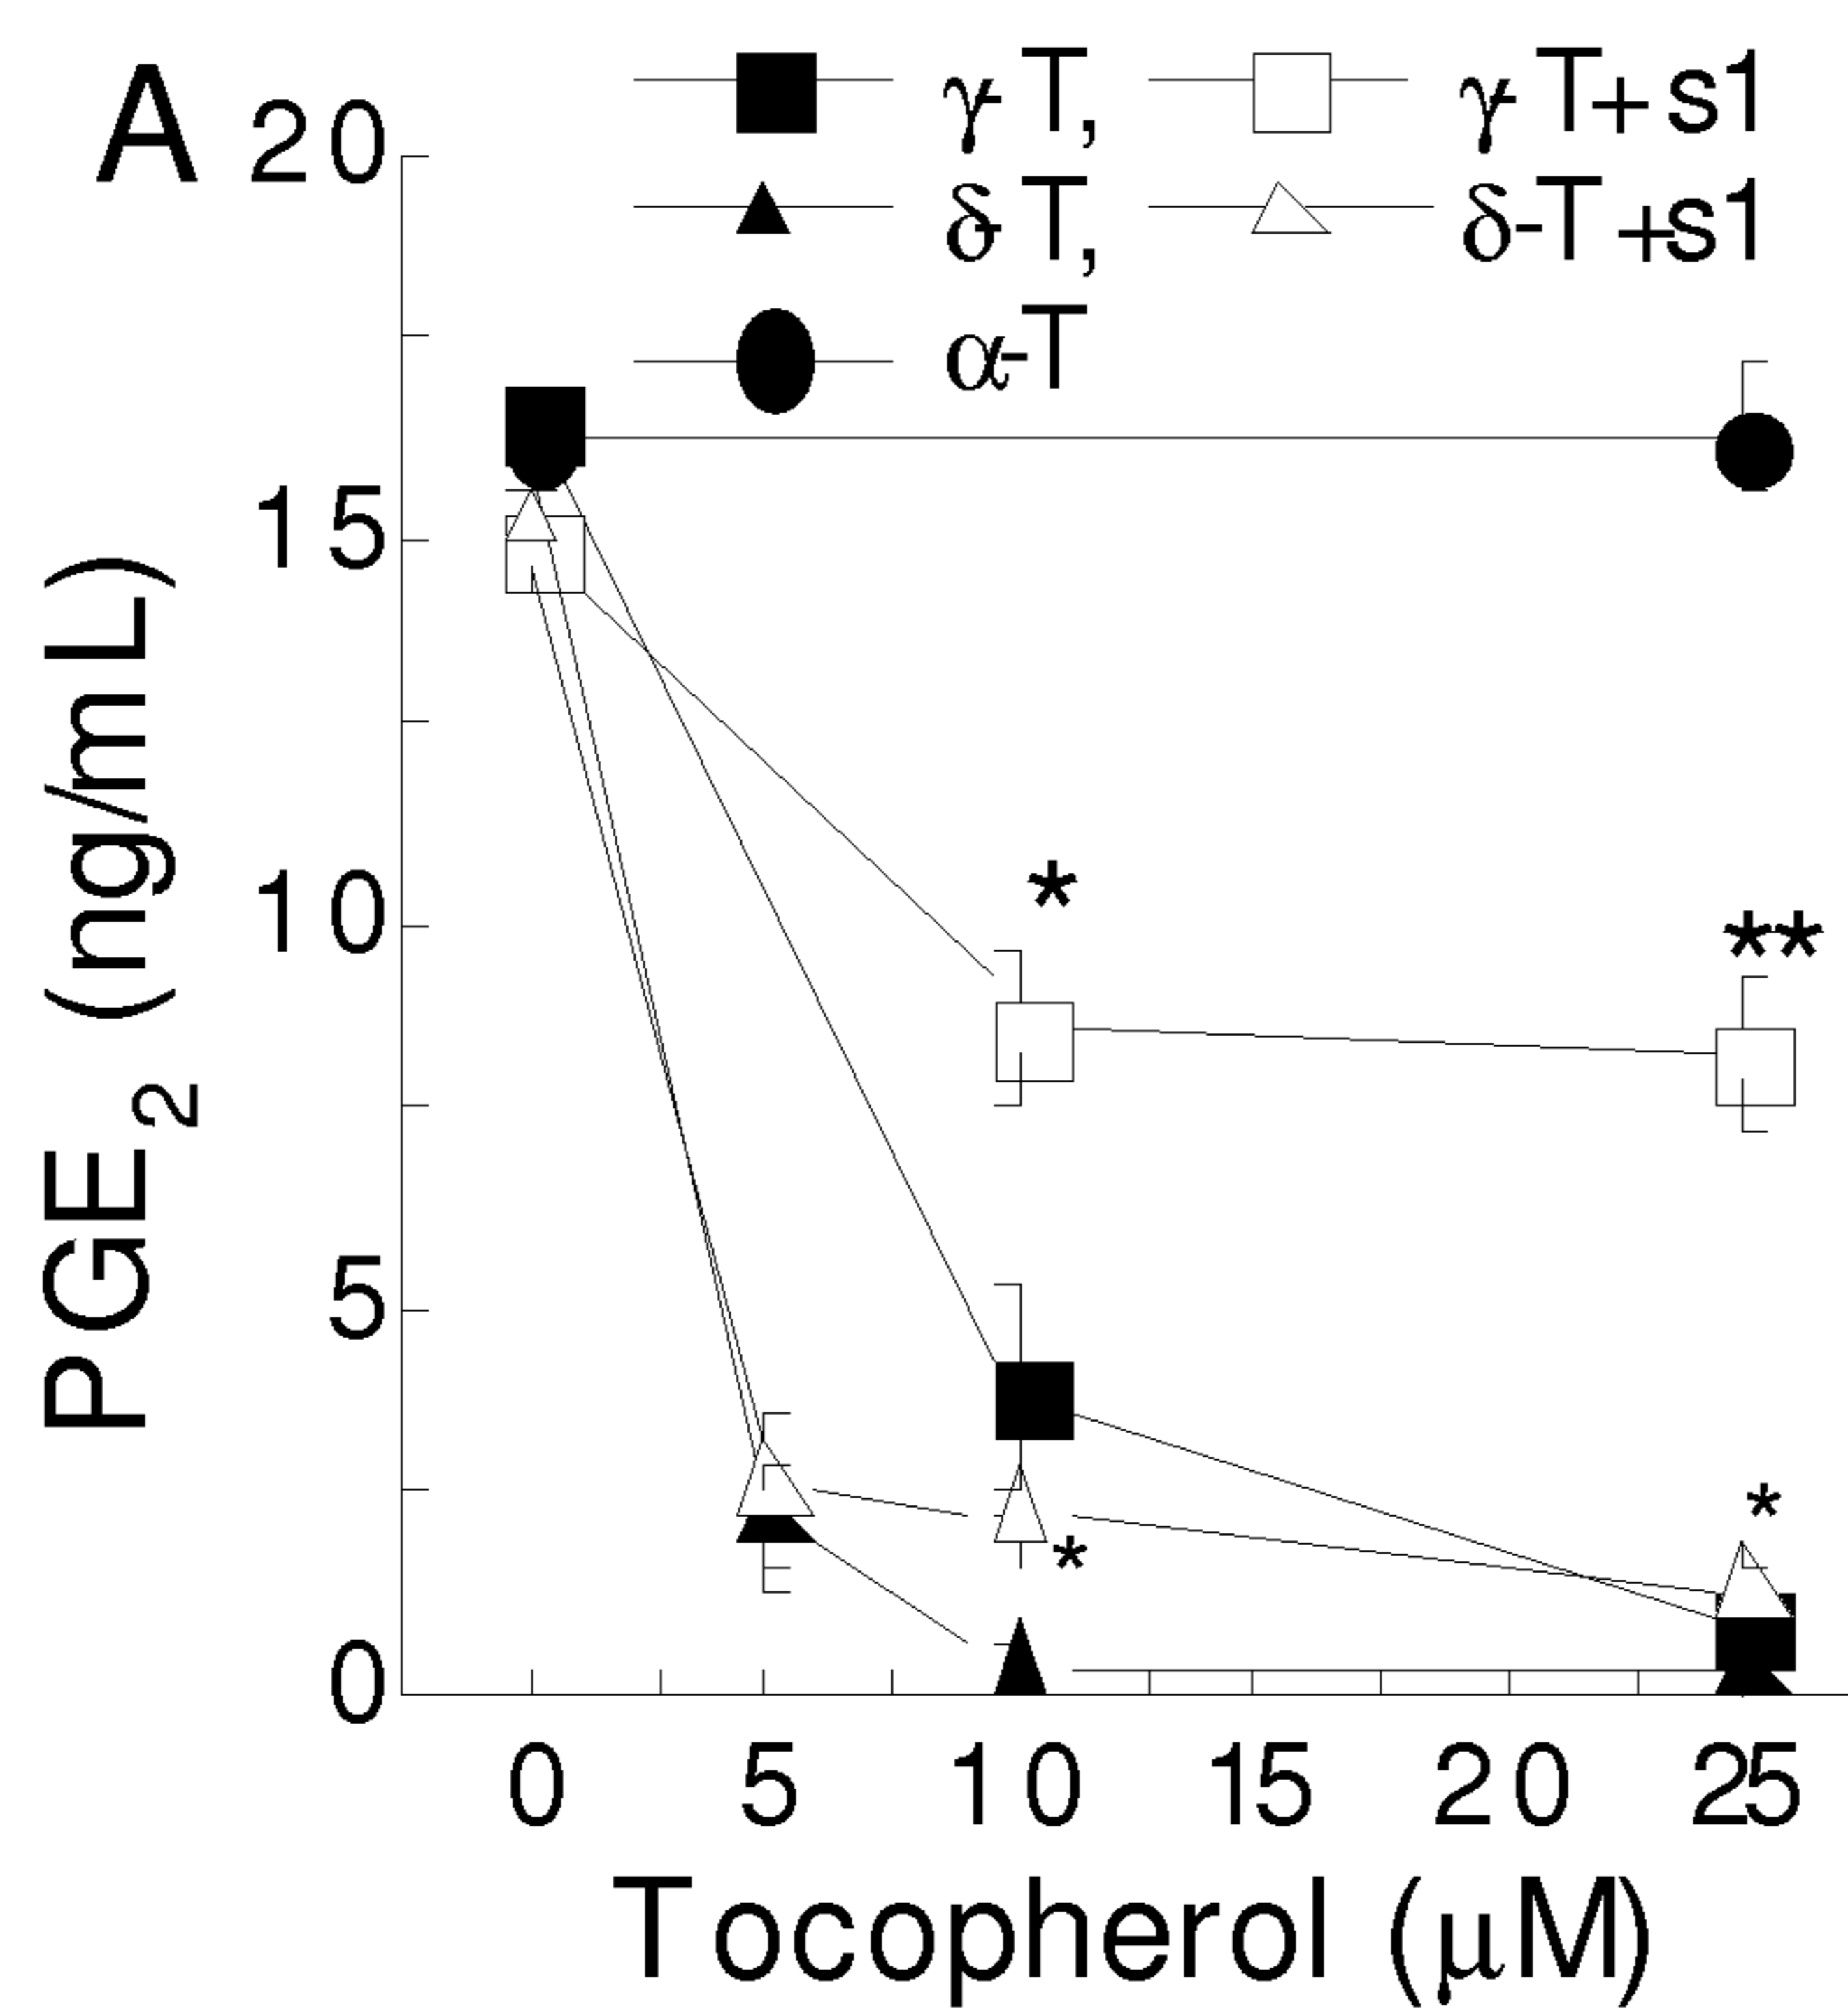 A
γ-T, γ-T+s1
δ-T, δ-T+s1
α-T
PGE2 (ng/mL)
20
15
10
5
0
*
**
*
*
0 5 10 15 20 25
Tocopherol (μM)